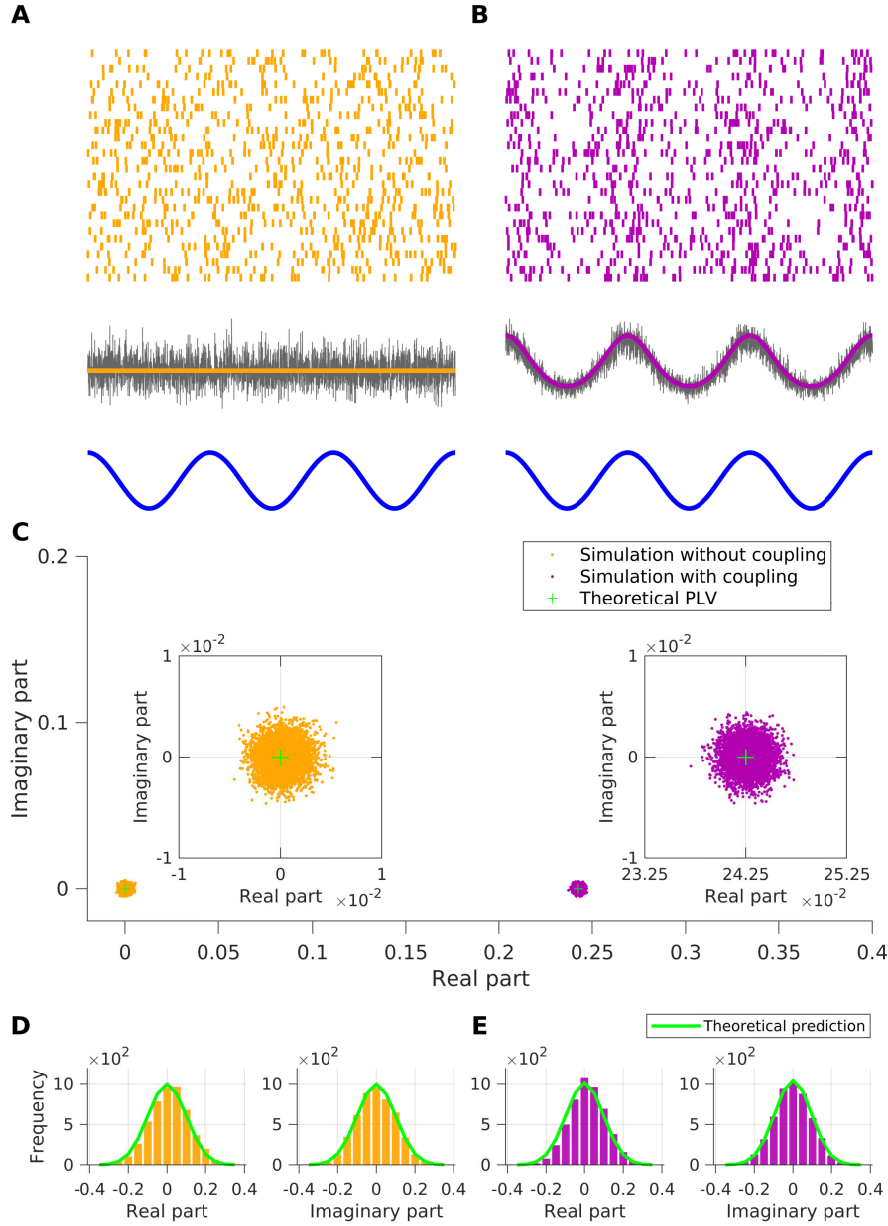 A
B
C
0.2
0.1
0
Imaginary part
Simulation without coupling
Simulation with coupling
Theoretical PLV
×10-2
1
0
-1
Imaginary part
-1 0 1
Real part ×10-2
×10-2
1
0
-1
Imaginary part
23.25 24.25 25.25
Real part ×10-2
0 0.05 0.1 0.15 0.2 0.25 0.3 0.35 0.4
Real part
D
E
Theoretical prediction
×10² ×10² ×10² ×10²
Frequency
10 10 10 10
5 5 5 5
0 0 0 0
-0.4 -0.2 0 0.2 0.4 -0.4 -0.2 0 0.2 0.4 -0.4 -0.2 0 0.2 0.4 -0.4 -0.2 0 0.2 0.4
Real part Imaginary part Real part Imaginary part